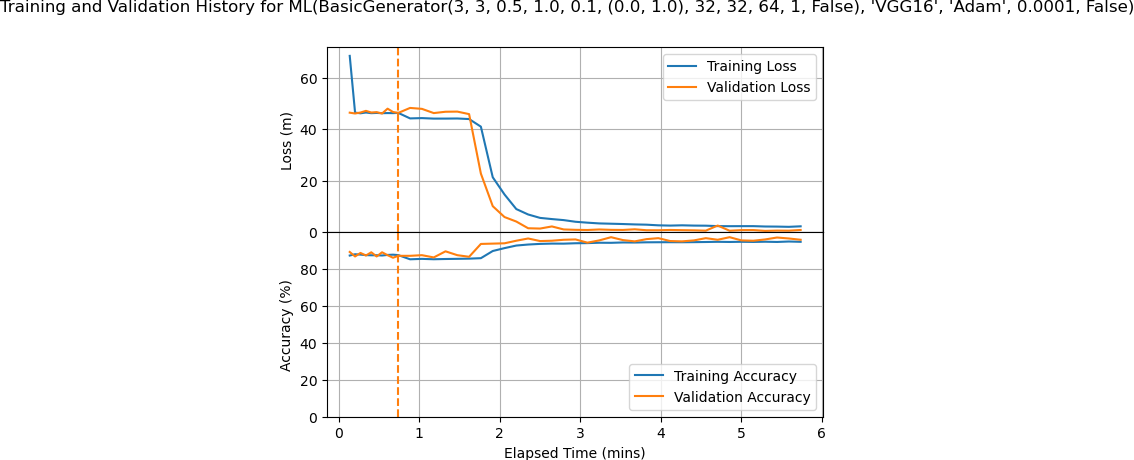 Training and Validation History for ML(BasicGenerator(3, 3, 0.5, 1.0, 0.1, (0.0, 1.0), 32, 32, 64, 1, False), 'VGG16', 'Adam', 0.0001, False)
Training Loss
Validation Loss
Loss (m)
60
40
20
0
Accuracy (%)
80
60
40
20
0
Training Accuracy
Validation Accuracy
0 1 2 3 4 5 6
Elapsed Time (mins)